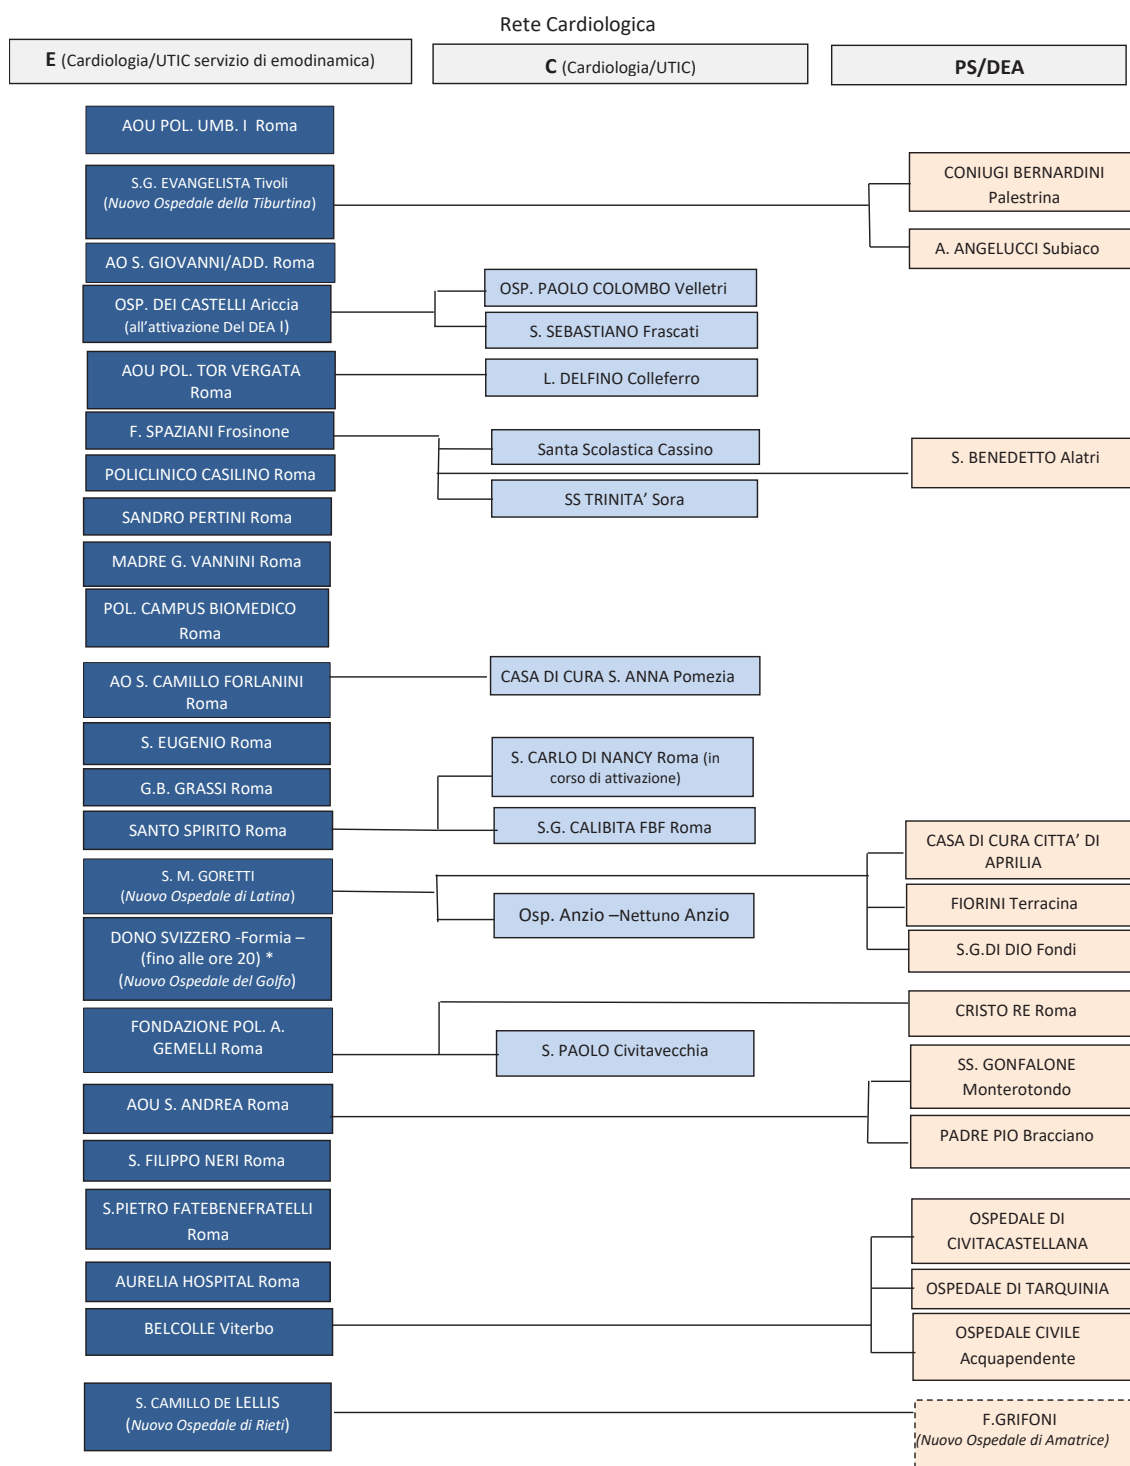 Rete Cardiologica
E (Cardiologia/UTIC servizio di emodinamica)
C (Cardiologia/UTIC)
PS/DEA
AOU POL. UMB. I Roma
S.G. EVANGELISTA Tivoli
(Nuovo Ospedale della Tiburtina)
CONIUGI BERNARDINI
Palestrina
A. ANGELUCCI Subiaco
AO S. GIOVANNI/ADD. Roma
OSP. DEI CASTELLI Ariccia
(all'attivazione Del DEA I)
OSP. PAOLO COLOMBO Velletri
S. SEBASTIANO Frascati
AOU POL. TOR VERGATA
Roma
L. DELFINO Colleferro
F. SPAZIANI Frosinone
Santa Scolastica Cassino
S. BENEDETTO Alatri
POLICLINICO CASILINO Roma
SS TRINITA' Sora
SANDRO PERTINI Roma
MADRE G. VANNINI Roma
POL. CAMPUS BIOMEDICO
Roma
AO S. CAMILLO FORLANINI
Roma
CASA DI CURA S. ANNA Pomezia
S. EUGENIO Roma
S. CARLO DI NANCY Roma (in
corso di attivazione)
G.B. GRASSI Roma
SANTO SPIRITO Roma
S.G. CALIBITA FBF Roma
S. M. GORETTI
(Nuovo Ospedale di Latina)
Osp. Anzio –Nettuno Anzio
CASA DI CURA CITTA' DI
APRILIA
FIORINI Terracina
S.G.DI DIO Fondi
DONO SVIZZERO -Formia –
(fino alle ore 20) *
(Nuovo Ospedale del Golfo)
FONDAZIONE POL. A.
GEMELLI Roma
S. PAOLO Civitavecchia
CRISTO RE Roma
AOU S. ANDREA Roma
SS. GONFALONE
Monterotondo
PADRE PIO Bracciano
S. FILIPPO NERI Roma
S.PIETRO FATEBENEFRATELLI
Roma
AURELIA HOSPITAL Roma
BELCOLLE Viterbo
OSPEDALE DI
CIVITACASTELLANA
OSPEDALE DI TARQUINIA
OSPEDALE CIVILE
Acquapendente
S. CAMILLO DE LELLIS
(Nuovo Ospedale di Rieti)
F.GRIFONI
(Nuovo Ospedale di Amatrice)